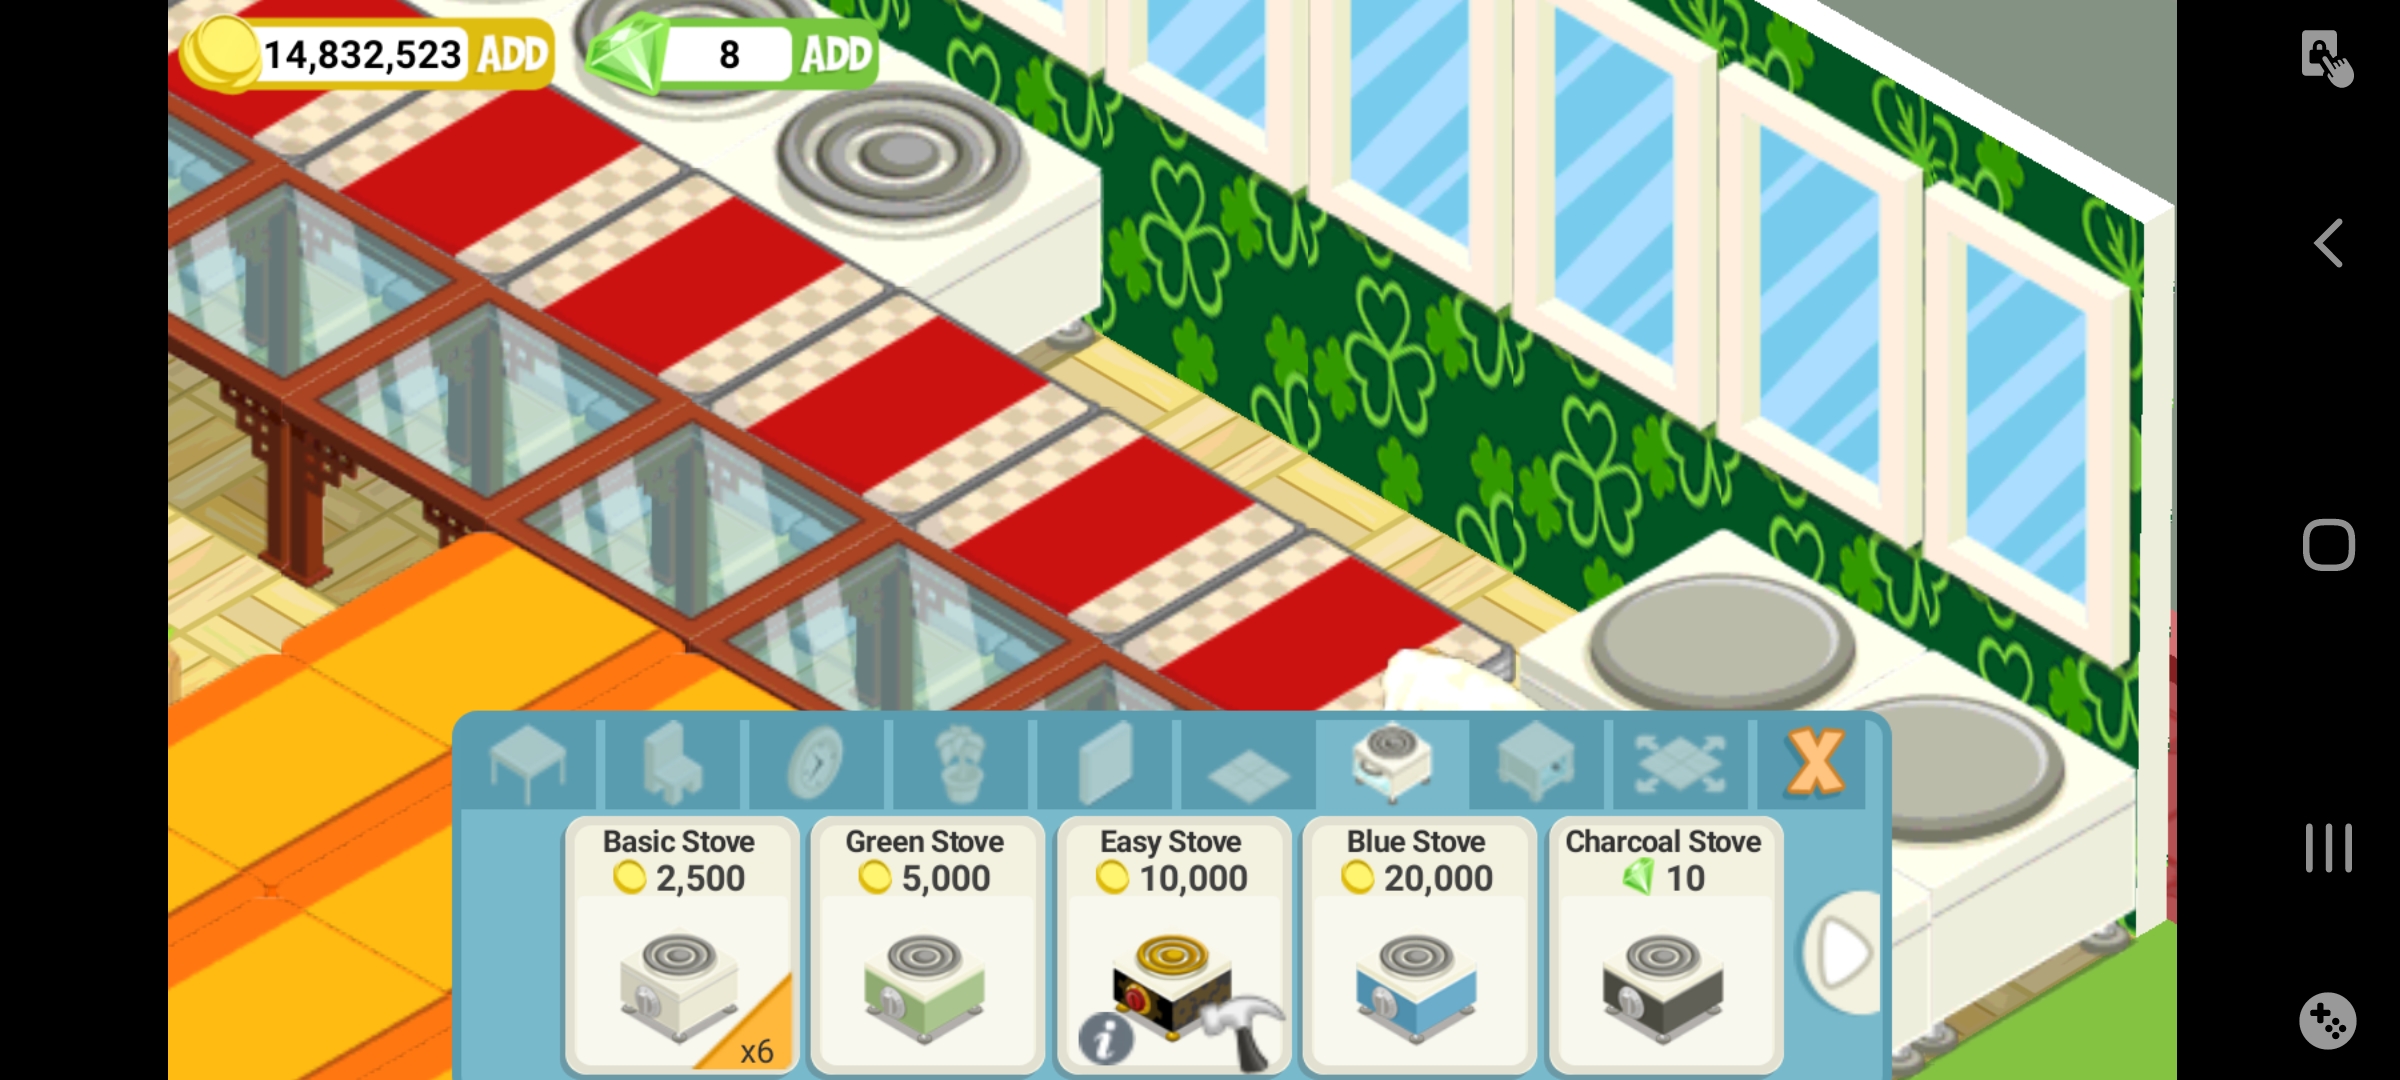 14,832,523 ADD 8 ADD
Basic Stove Green Stove Easy Stove Blue Stove Charcoal Stove
2,500 5,000 10,000 20,000 10
x6 i